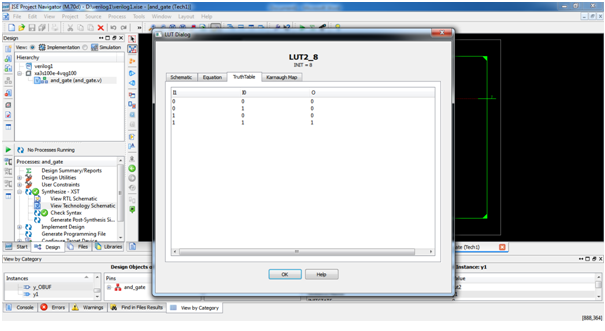 ISE Project Navigator (M.70d) - D:\verilog1\verilog1.xise - [and_gate (Tech1)]
File Edit View Project Source Process Tools Window Layout Help
Design
View: Implementation Simulation
Hierarchy
verilog1
xa3s100e-4vqg100
and_gate (and_gate.v)
No Processes Running
Processes: and_gate
Design Summary/Reports
Design Utilities
User Constraints
Synthesize - XST
View RTL Schematic
View Technology Schematic
Check Syntax
Generate Post-Synthesis Si...
Implement Design
Generate Programming File
Configure Target Device
Start Design Files Libraries
LUT Dialog
LUT2_8
INIT = 8
Schematic Equation TruthTable Karnaugh Map
I1 I0 O
0 0 0
0 1 0
1 0 0
1 1 1
OK Help
ate (Tech1)
View by Category
Design Objects of
Instance: y1
Instances Pins alue
y_OBUF and_gate ut2
y1
Console Errors Warnings Find in Files Results View by Category
[888,364]